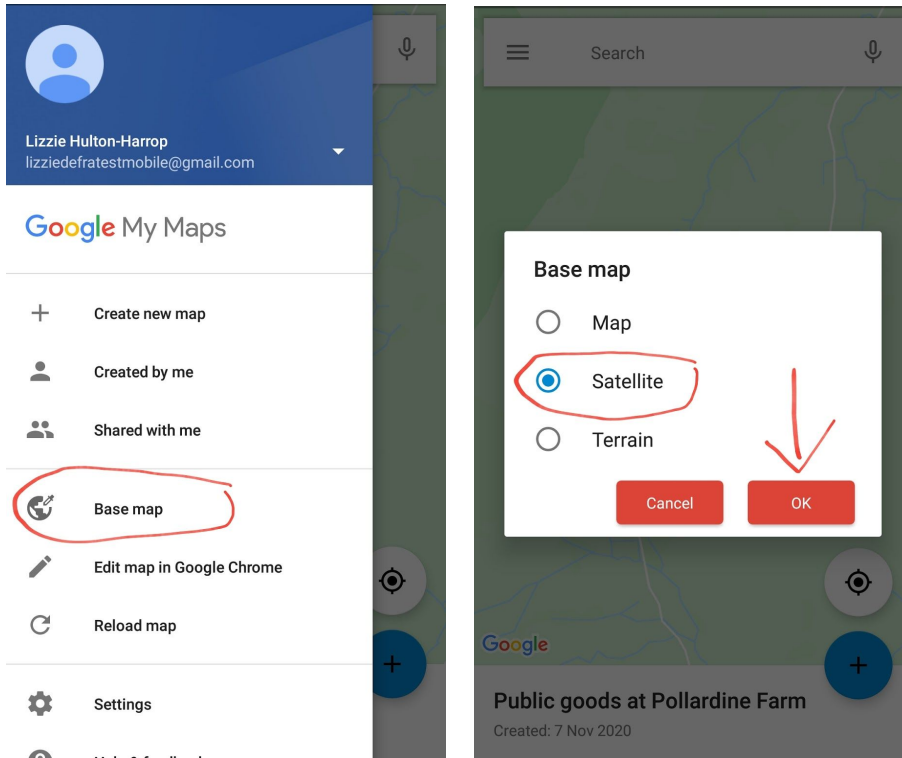 Lizzie Hulton-Harrop
lizziedefratestmobile@gmail.com
Google My Maps
Create new map
Created by me
Shared with me
Base map
Edit map in Google Chrome
Reload map
Settings
Search
Base map
Map
Satellite
Terrain
Cancel OK
Google
Public goods at Pollardine Farm
Created: 7 Nov 2020